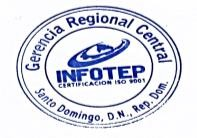 Gerencia Regional Central
INFOTEP
CERTIFICACION ISO 9001
Santo Domingo, D.N., Rep. Dom.